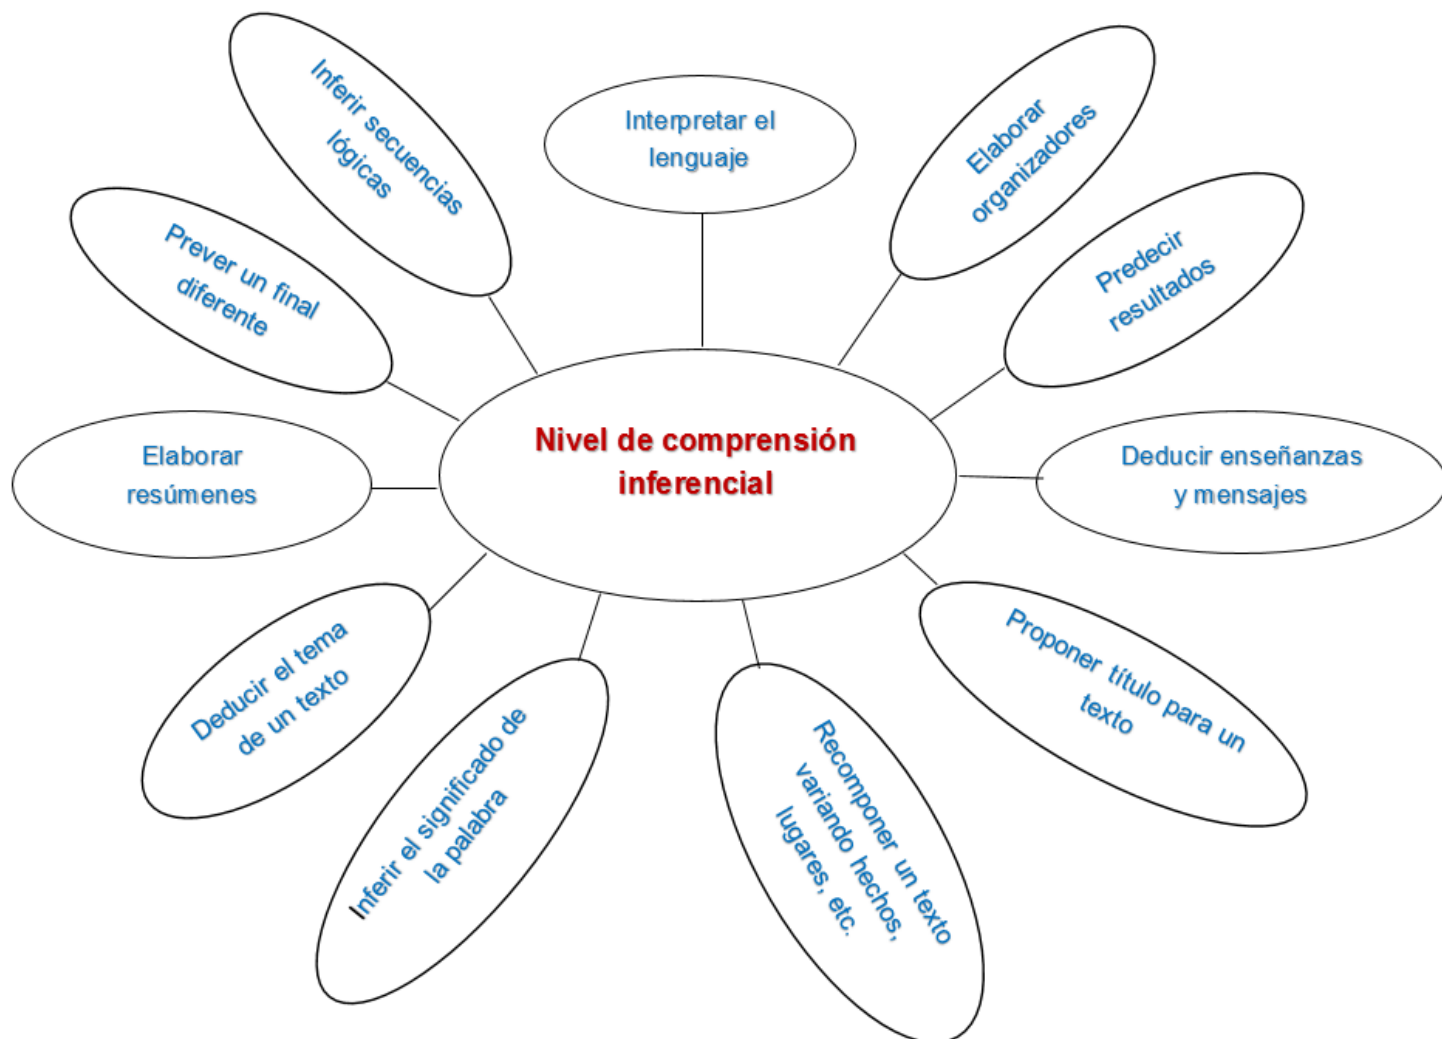 Inferir secuencias
lógicas
Interpretar el
lenguaje
Elaborar
organizadores
Prever un final
diferente
Predecir
resultados
Nivel de comprensión
inferencial
Elaborar
resúmenes
Deducir enseñanzas
y mensajes
Deducir el tema
de un texto
Inferir el significado de
la palabra
Recomponer un texto
variando hechos,
lugares, etc.
Proponer título para un
texto